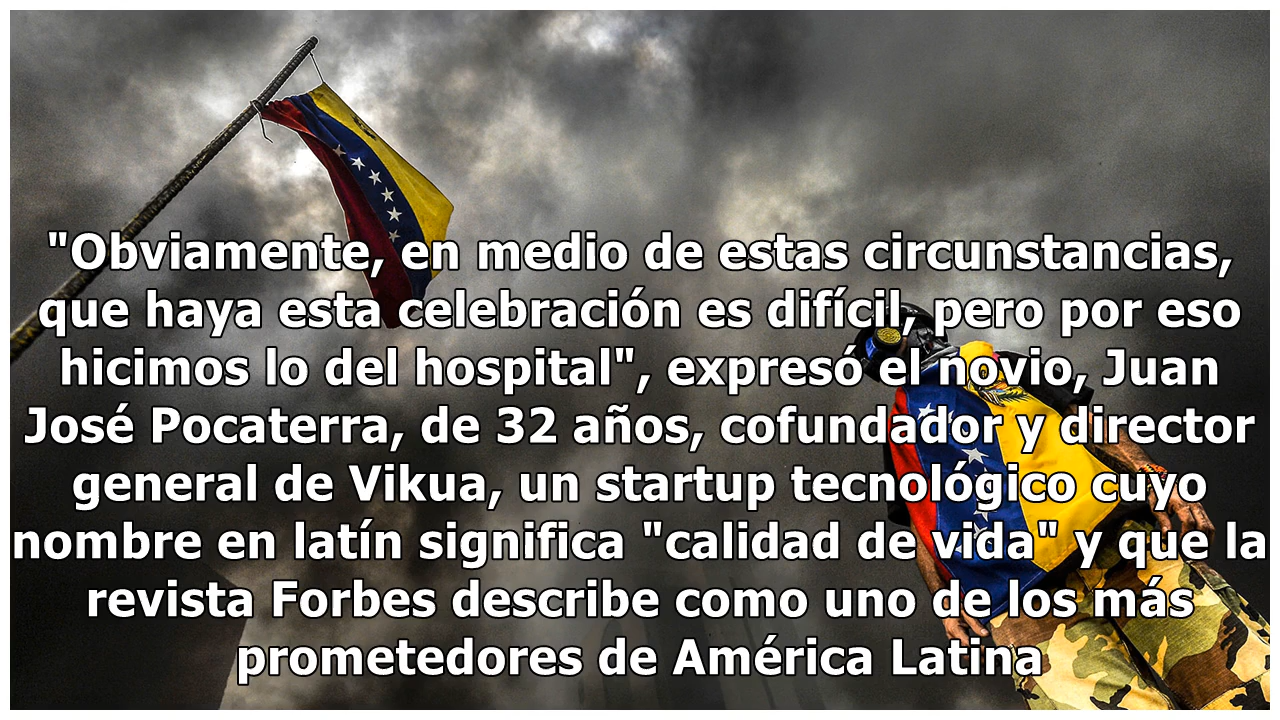 "Obviamente, en medio de estas circunstancias,
que haya esta celebración es difícil, pero por eso
hicimos lo del hospital", expresó el novio, Juan
José Pocaterra, de 32 años, cofundador y director
general de Vikua, un startup tecnológico cuyo
nombre en latín significa "calidad de vida" y que la
revista Forbes describe como uno de los más
prometedores de América Latina